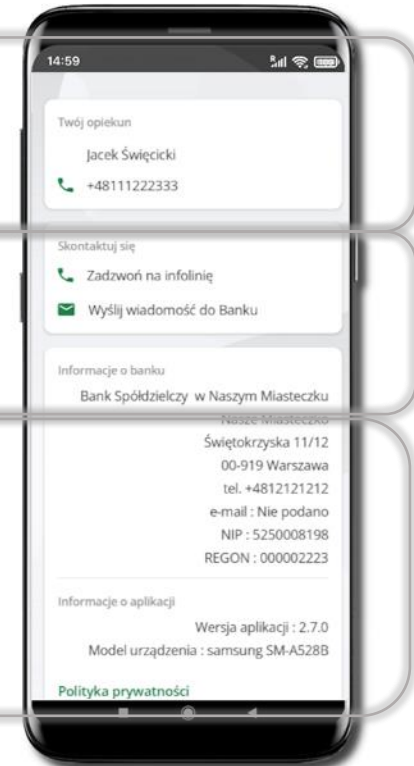 14:59
Twój opiekun
Jacek Święcicki
+48111222333
Skontaktuj się
Zadzwoń na infolinię
Wyślij wiadomość do Banku
Informacje o banku
Bank Spółdzielczy w Naszym Miasteczku
Nasze Miasteczko
Świętokrzyska 11/12
00-919 Warszawa
tel. +4812121212
e-mail : Nie podano
NIP : 5250008198
REGON : 000002223
Informacje o aplikacji
Wersja aplikacji : 2.7.0
Model urządzenia : samsung SM-A528B
Polityka prywatności